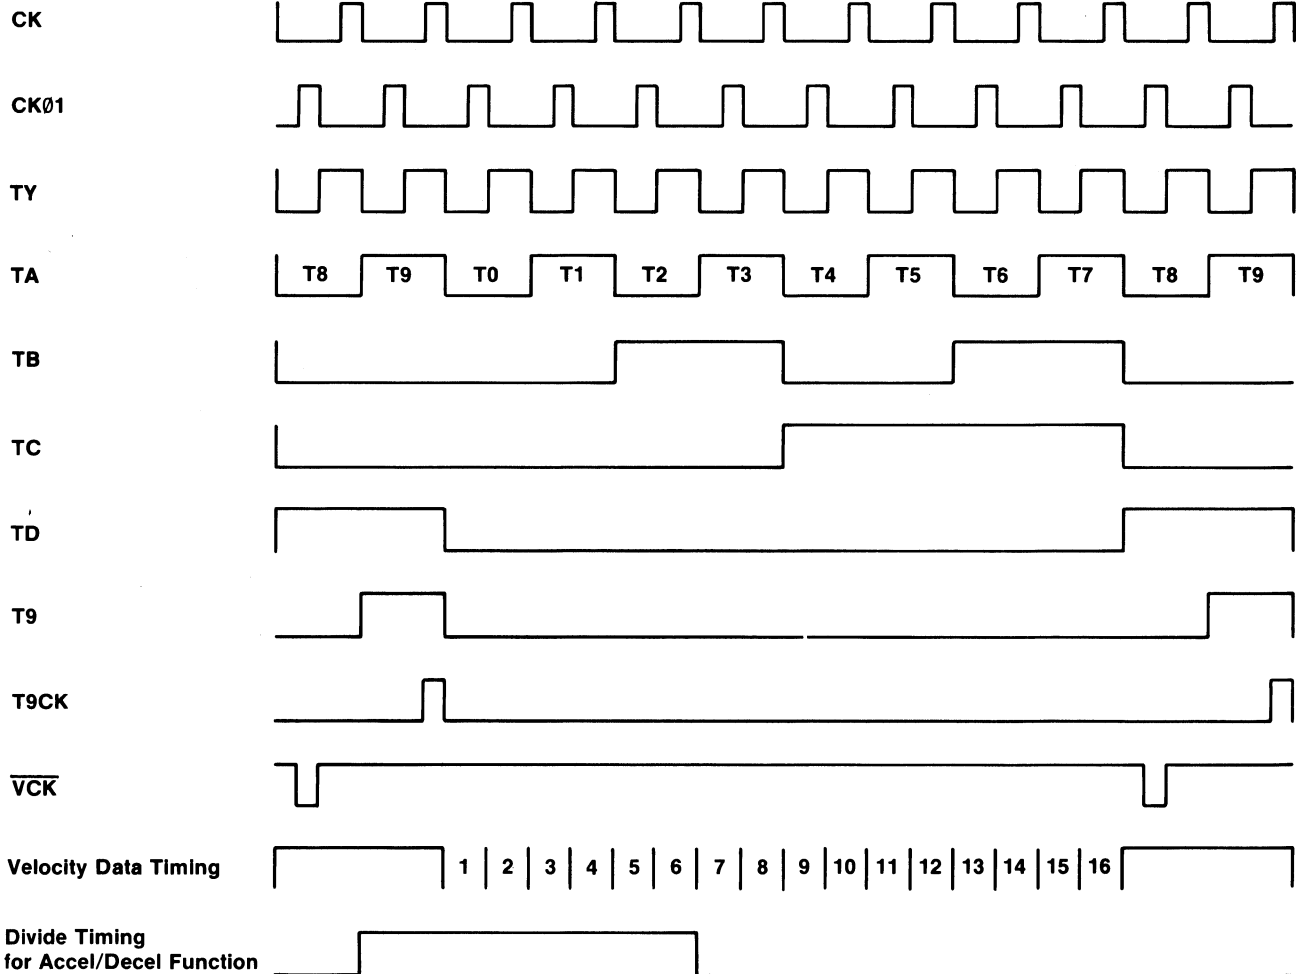 CK
CKØ1
TY
TA T8 T9 T0 T1 T2 T3 T4 T5 T6 T7 T8 T9
TB
TC
TD
T9
T9CK
VCK
Velocity Data Timing 1 2 3 4 5 6 7 8 9 10 11 12 13 14 15 16
Divide Timing
for Accel/Decel Function